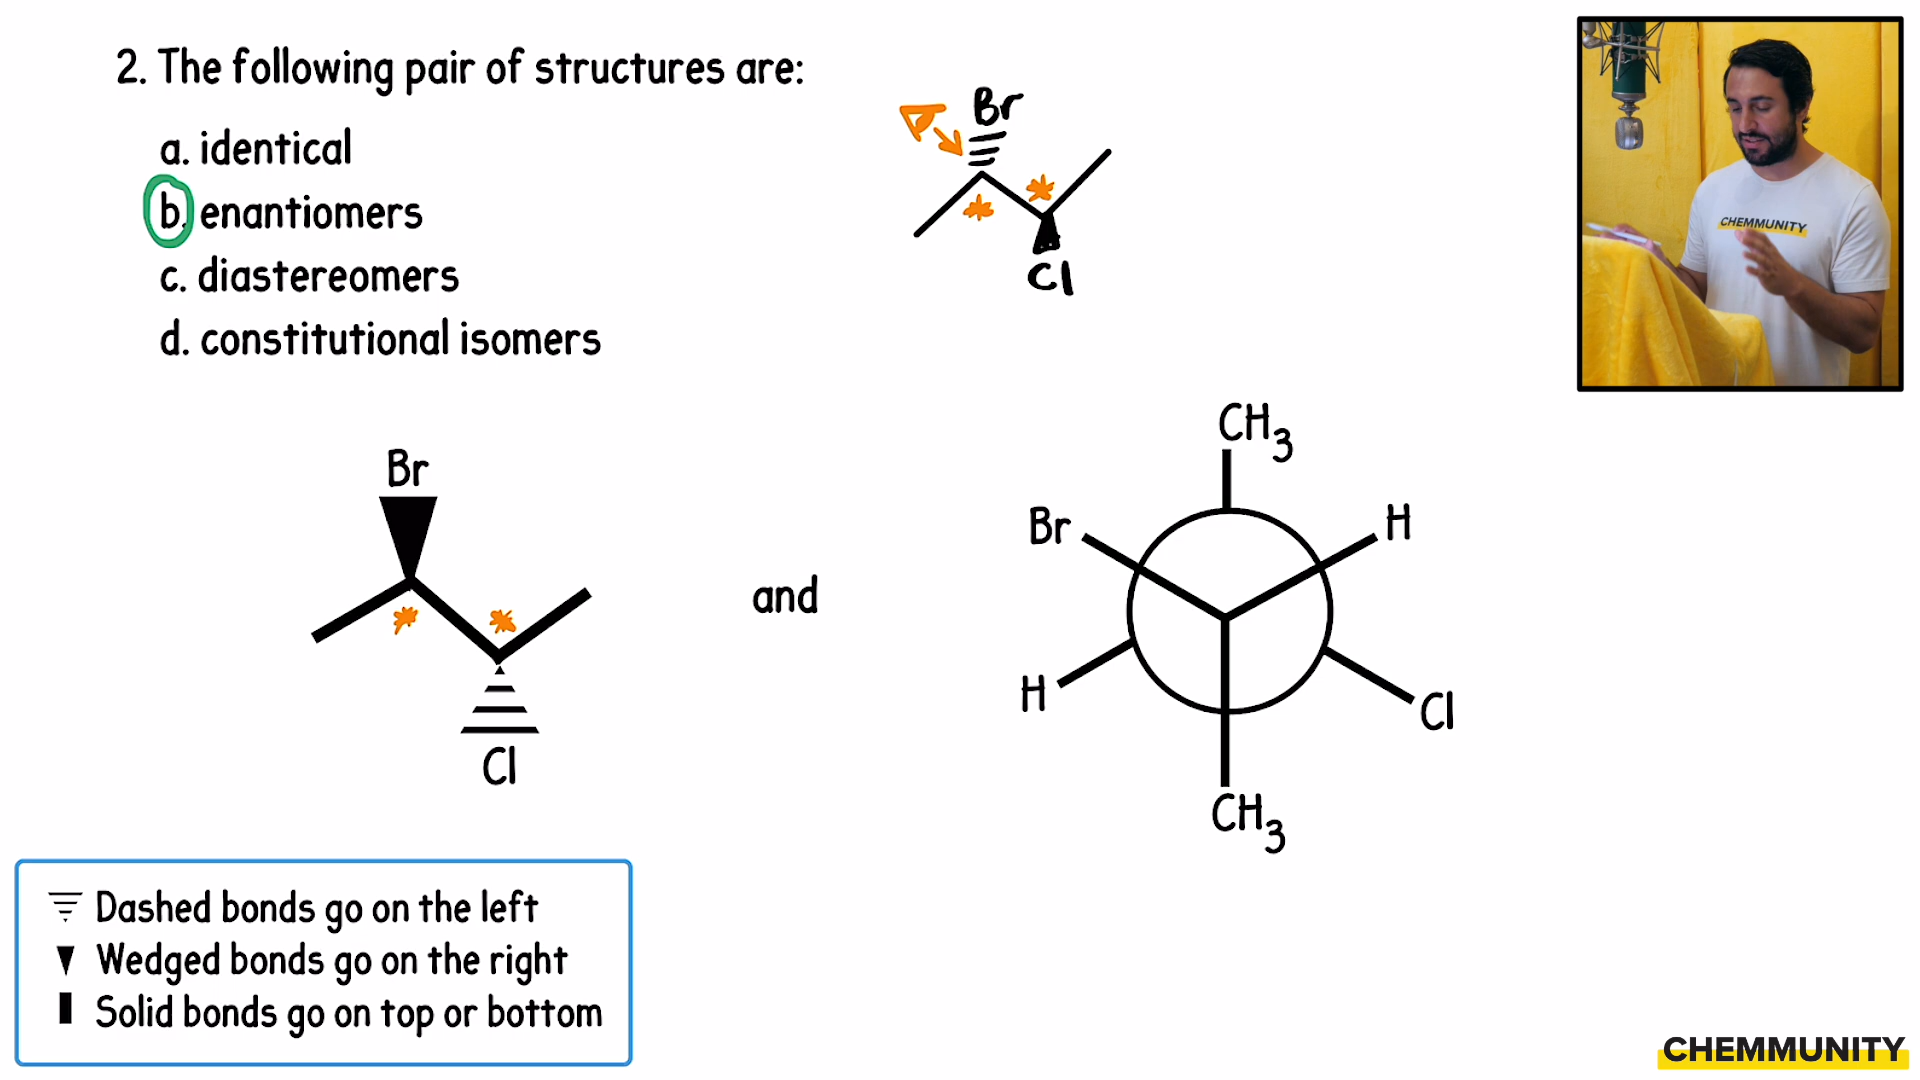 2. The following pair of structures are:
a. identical
b. enantiomers
c. diastereomers
d. constitutional isomers
Br
Cl
CHEMMUNITY
Br
Cl
and
CH3
Br
H
H
Cl
CH3
Dashed bonds go on the left
Wedged bonds go on the right
Solid bonds go on top or bottom
CHEMMUNITY